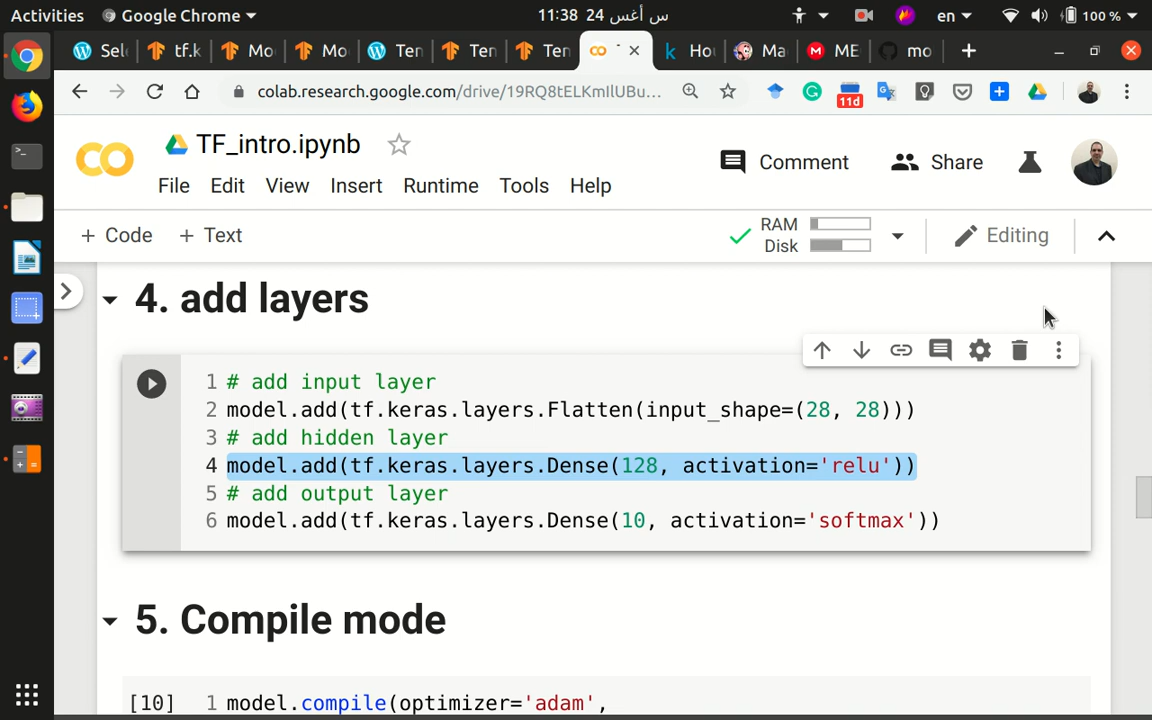 Activities Google Chrome 11:38 24 س أغس en 100 %
Sel tf.k Mo Mo Ten Ten Ten Ho Ma ME mo
colab.research.google.com/drive/19RQ8tELKmIlUBu... 11d
TF_intro.ipynb
Comment Share
File Edit View Insert Runtime Tools Help
+ Code + Text RAM Disk Editing
4. add layers
1 # add input layer
2 model.add(tf.keras.layers.Flatten(input_shape=(28, 28)))
3 # add hidden layer
4 model.add(tf.keras.layers.Dense(128, activation='relu'))
5 # add output layer
6 model.add(tf.keras.layers.Dense(10, activation='softmax'))
5. Compile mode
[10] 1 model.compile(optimizer='adam',